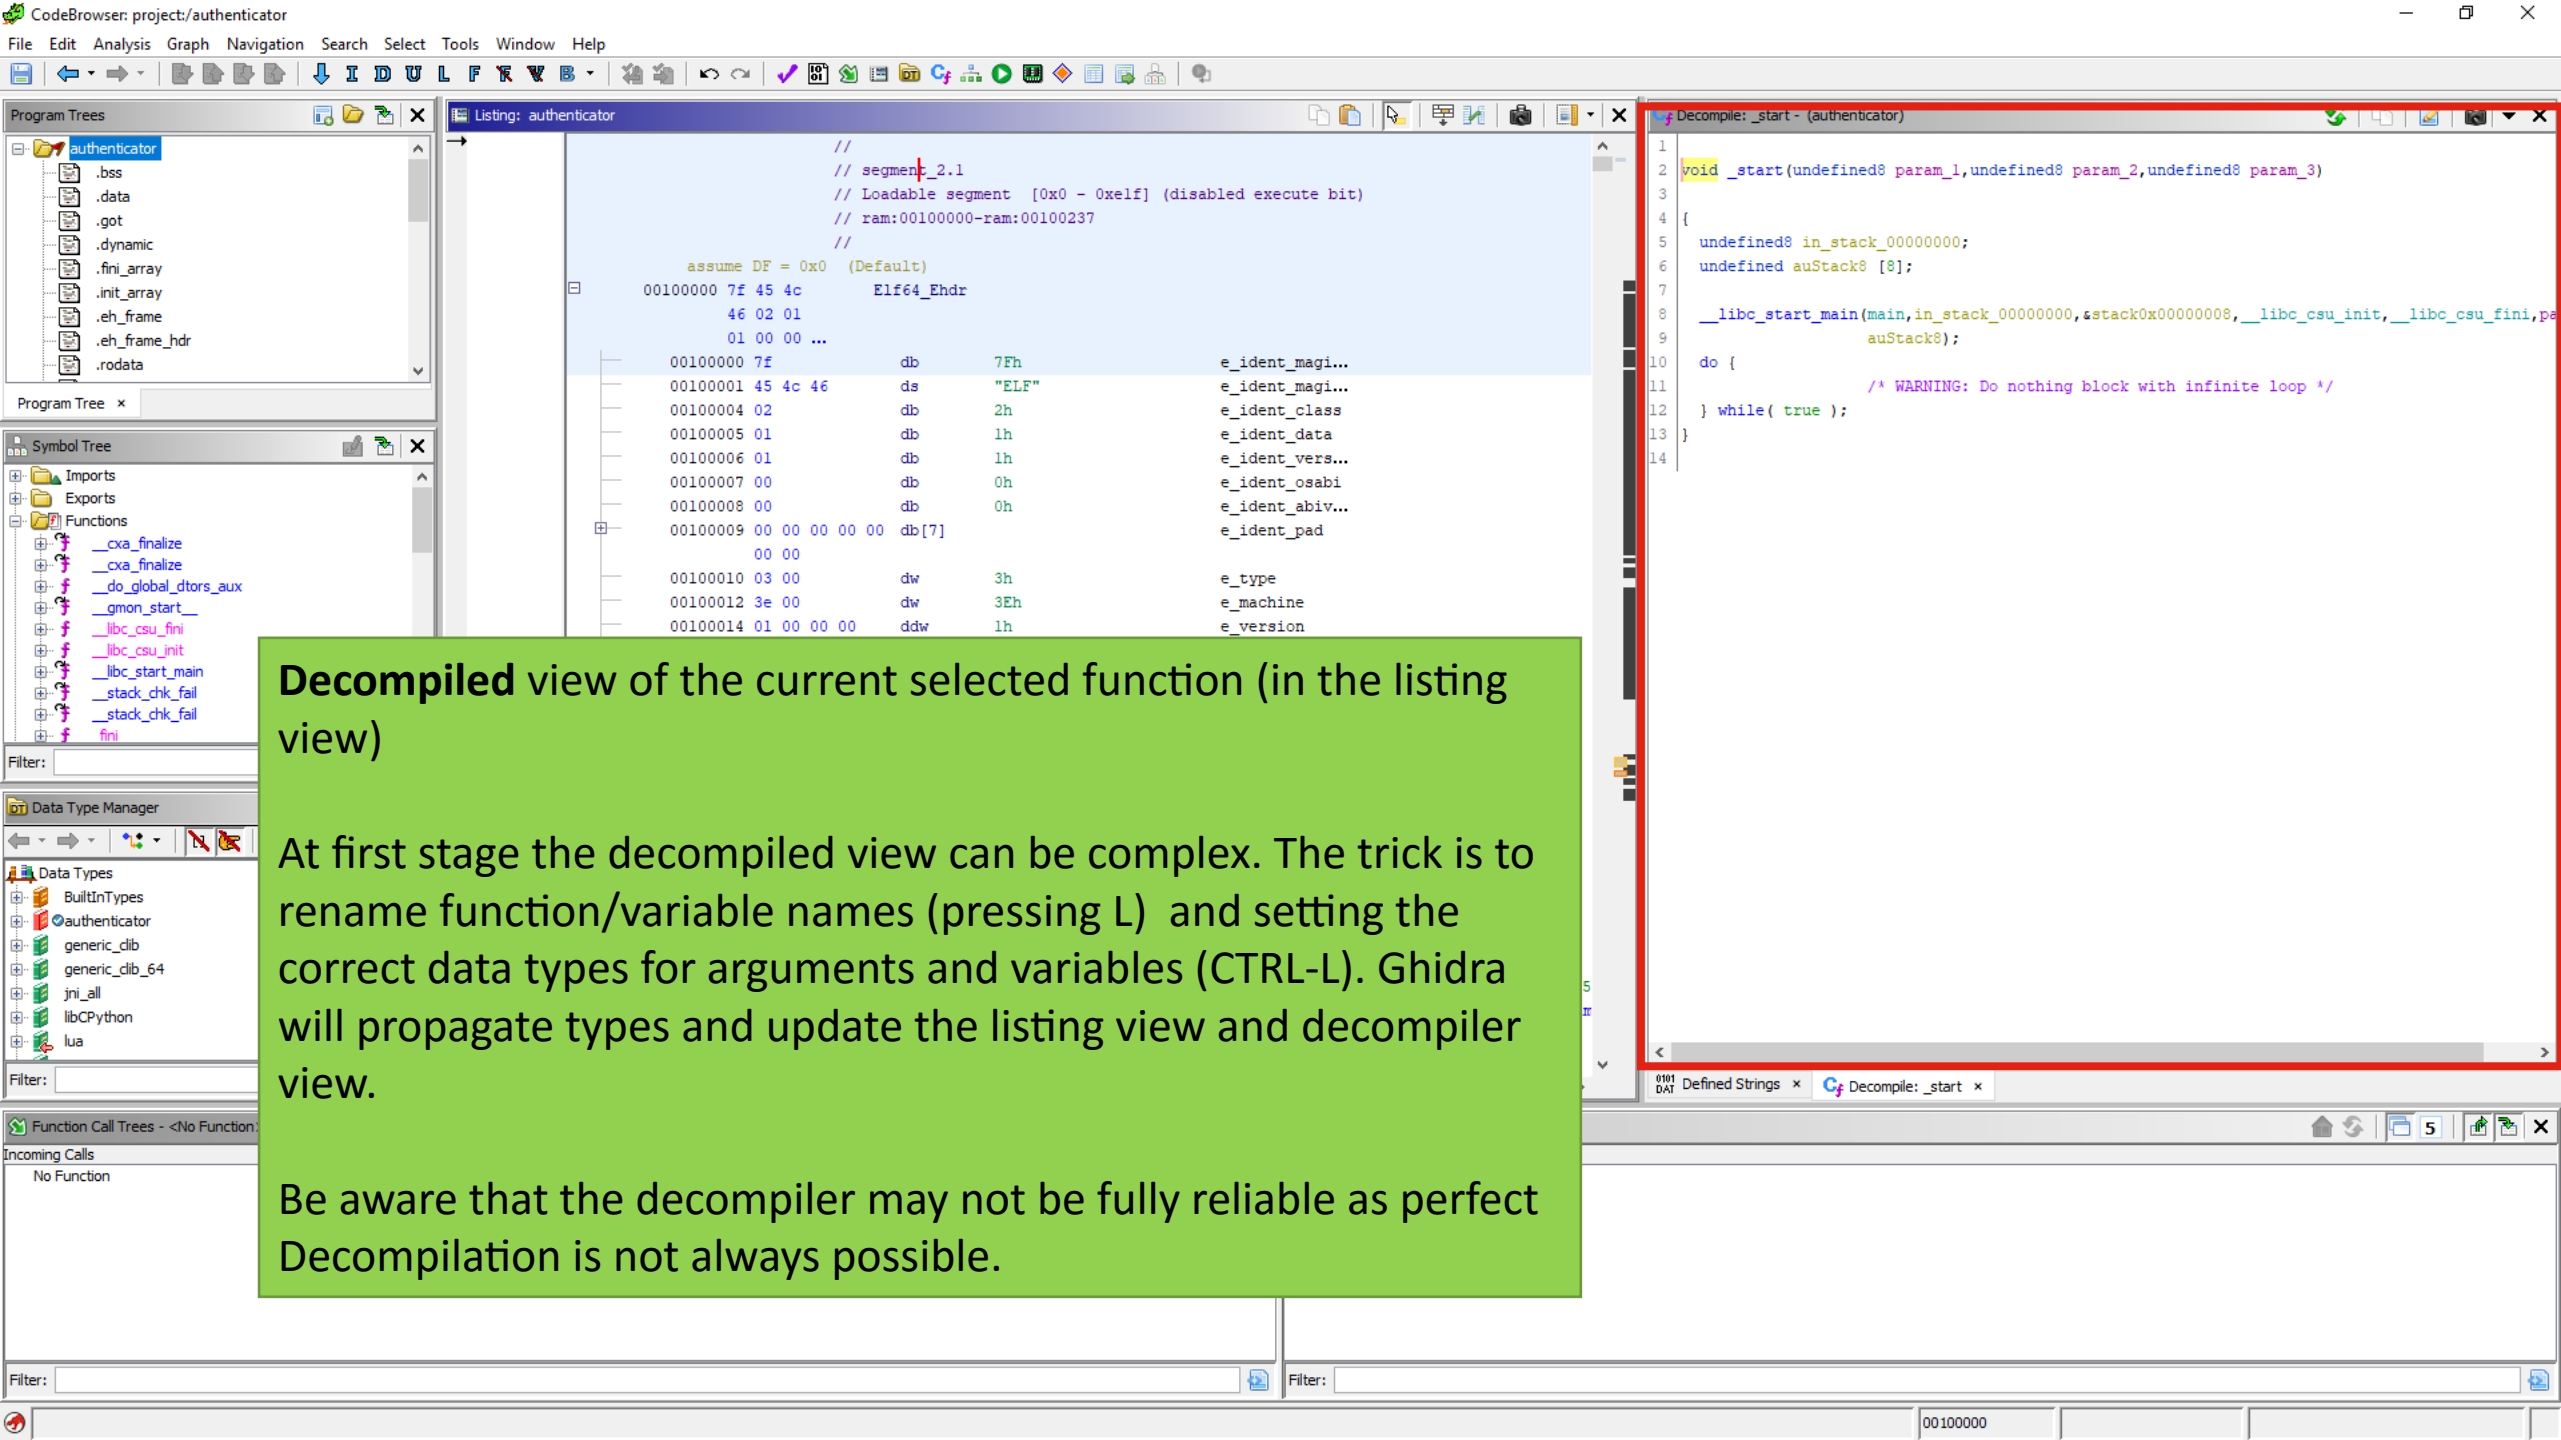 CodeBrowser: project:/authenticator
File Edit Analysis Graph Navigation Search Select Tools Window Help
I D U L F V B
Program Trees
authenticator
.bss
.data
.got
.dynamic
.fini_array
.init_array
.eh_frame
.eh_frame_hdr
.rodata
Program Tree ×
Symbol Tree
Imports
Exports
Functions
__cxa_finalize
__cxa_finalize
__do_global_dtors_aux
__gmon_start__
__libc_csu_fini
__libc_csu_init
__libc_start_main
__stack_chk_fail
__stack_chk_fail
_fini
Filter:
Data Type Manager
Data Types
BuiltInTypes
authenticator
generic_clib
generic_clib_64
jni_all
libCPython
lua
Filter:
Listing: authenticator
//
// segment_2.1
// Loadable segment [0x0 - 0xe1f] (disabled execute bit)
// ram:00100000-ram:00100237
//
assume DF = 0x0 (Default)
00100000 7f 45 4c Elf64_Ehdr
46 02 01
01 00 00 ...
00100000 7f db 7Fh e_ident_magi...
00100001 45 4c 46 ds "ELF" e_ident_magi...
00100004 02 db 2h e_ident_class
00100005 01 db 1h e_ident_data
00100006 01 db 1h e_ident_vers...
00100007 00 db 0h e_ident_osabi
00100008 00 db 0h e_ident_abiv...
00100009 00 00 00 00 00 db[7] e_ident_pad
00 00
00100010 03 00 dw 3h e_type
00100012 3e 00 dw 3Eh e_machine
00100014 01 00 00 00 ddw 1h e_version
Decompiled view of the current selected function (in the listing
view)
At first stage the decompiled view can be complex. The trick is to
rename function/variable names (pressing L) and setting the
correct data types for arguments and variables (CTRL-L). Ghidra
will propagate types and update the listing view and decompiler
view.
Be aware that the decompiler may not be fully reliable as perfect
Decompilation is not always possible.
Decompile: _start - (authenticator)
1
2 void _start(undefined8 param_1,undefined8 param_2,undefined8 param_3)
3
4 {
5 undefined8 in_stack_00000000;
6 undefined auStack8 [8];
7
8 __libc_start_main(main,in_stack_00000000,&stack0x00000008,__libc_csu_init,__libc_csu_fini,pa
9 auStack8);
10 do {
11 /* WARNING: Do nothing block with infinite loop */
12 } while( true );
13 }
14
Defined Strings × Decompile: _start ×
Function Call Trees - <No Function>
5
Incoming Calls
No Function
Filter:
Filter:
00100000